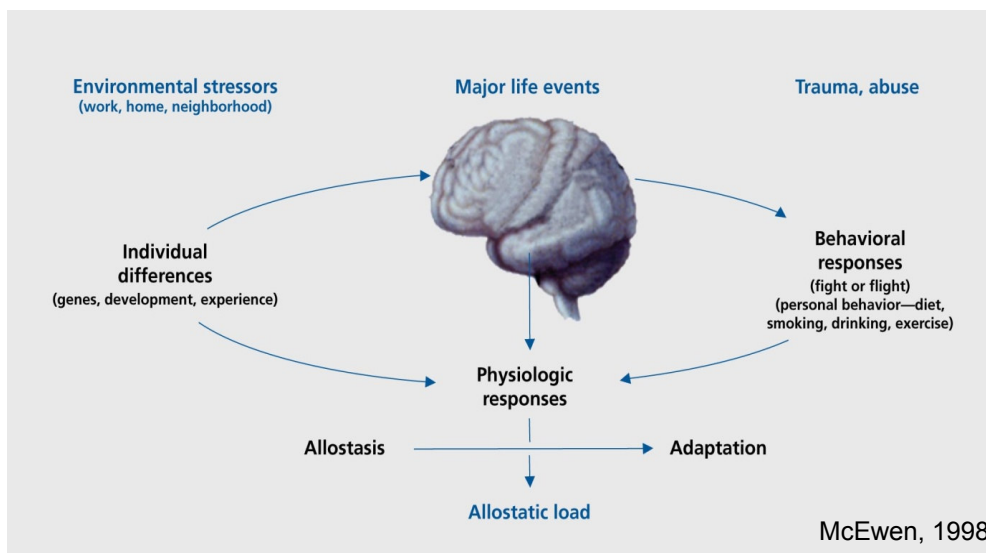 Environmental stressors
(work, home, neighborhood)
Major life events
Trauma, abuse
Individual
differences
(genes, development, experience)
Behavioral
responses
(fight or flight)
(personal behavior—diet,
smoking, drinking, exercise)
Physiologic
responses
Allostasis
Adaptation
Allostatic load
McEwen, 1998